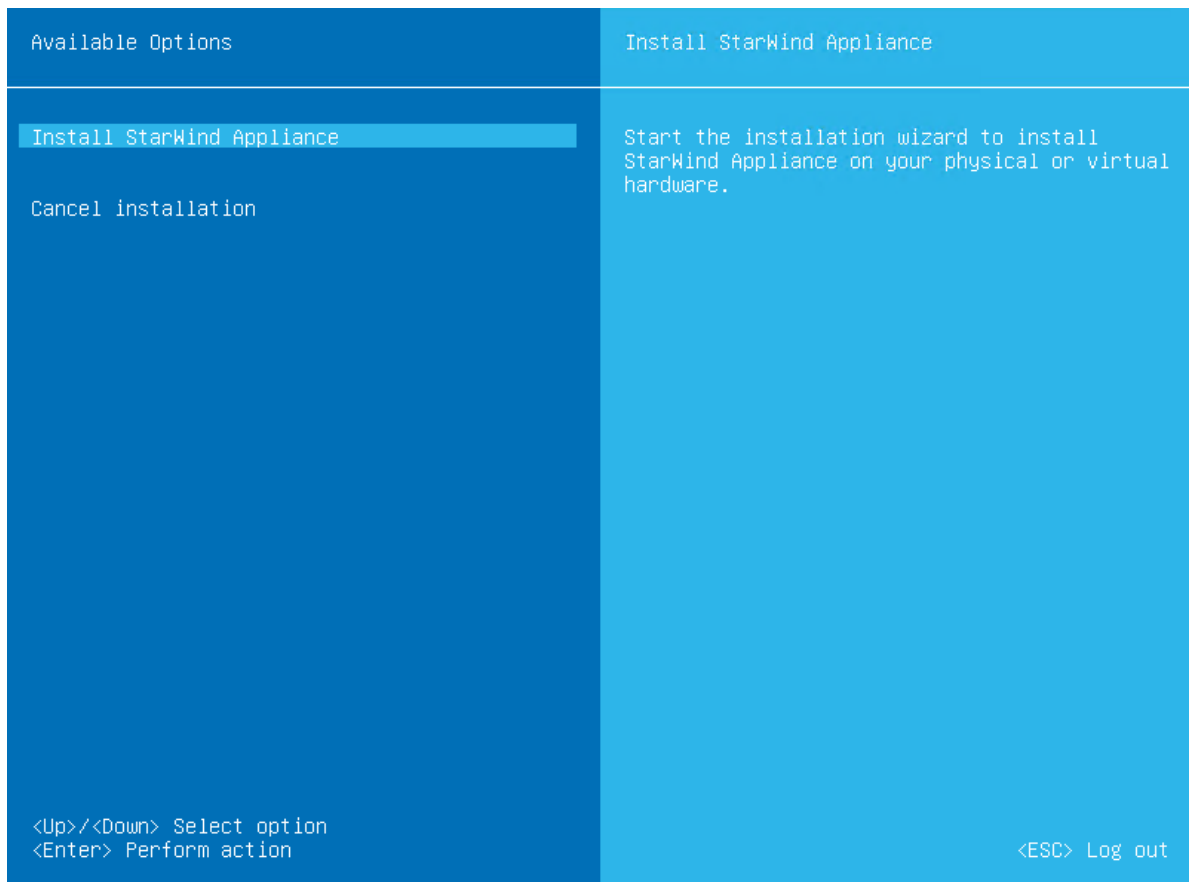 Available Options
Install StarWind Appliance
Install StarWind Appliance
Cancel installation
Start the installation wizard to install
StarWind Appliance on your physical or virtual
hardware.
<Up>/<Down> Select option
<Enter> Perform action
<ESC> Log out